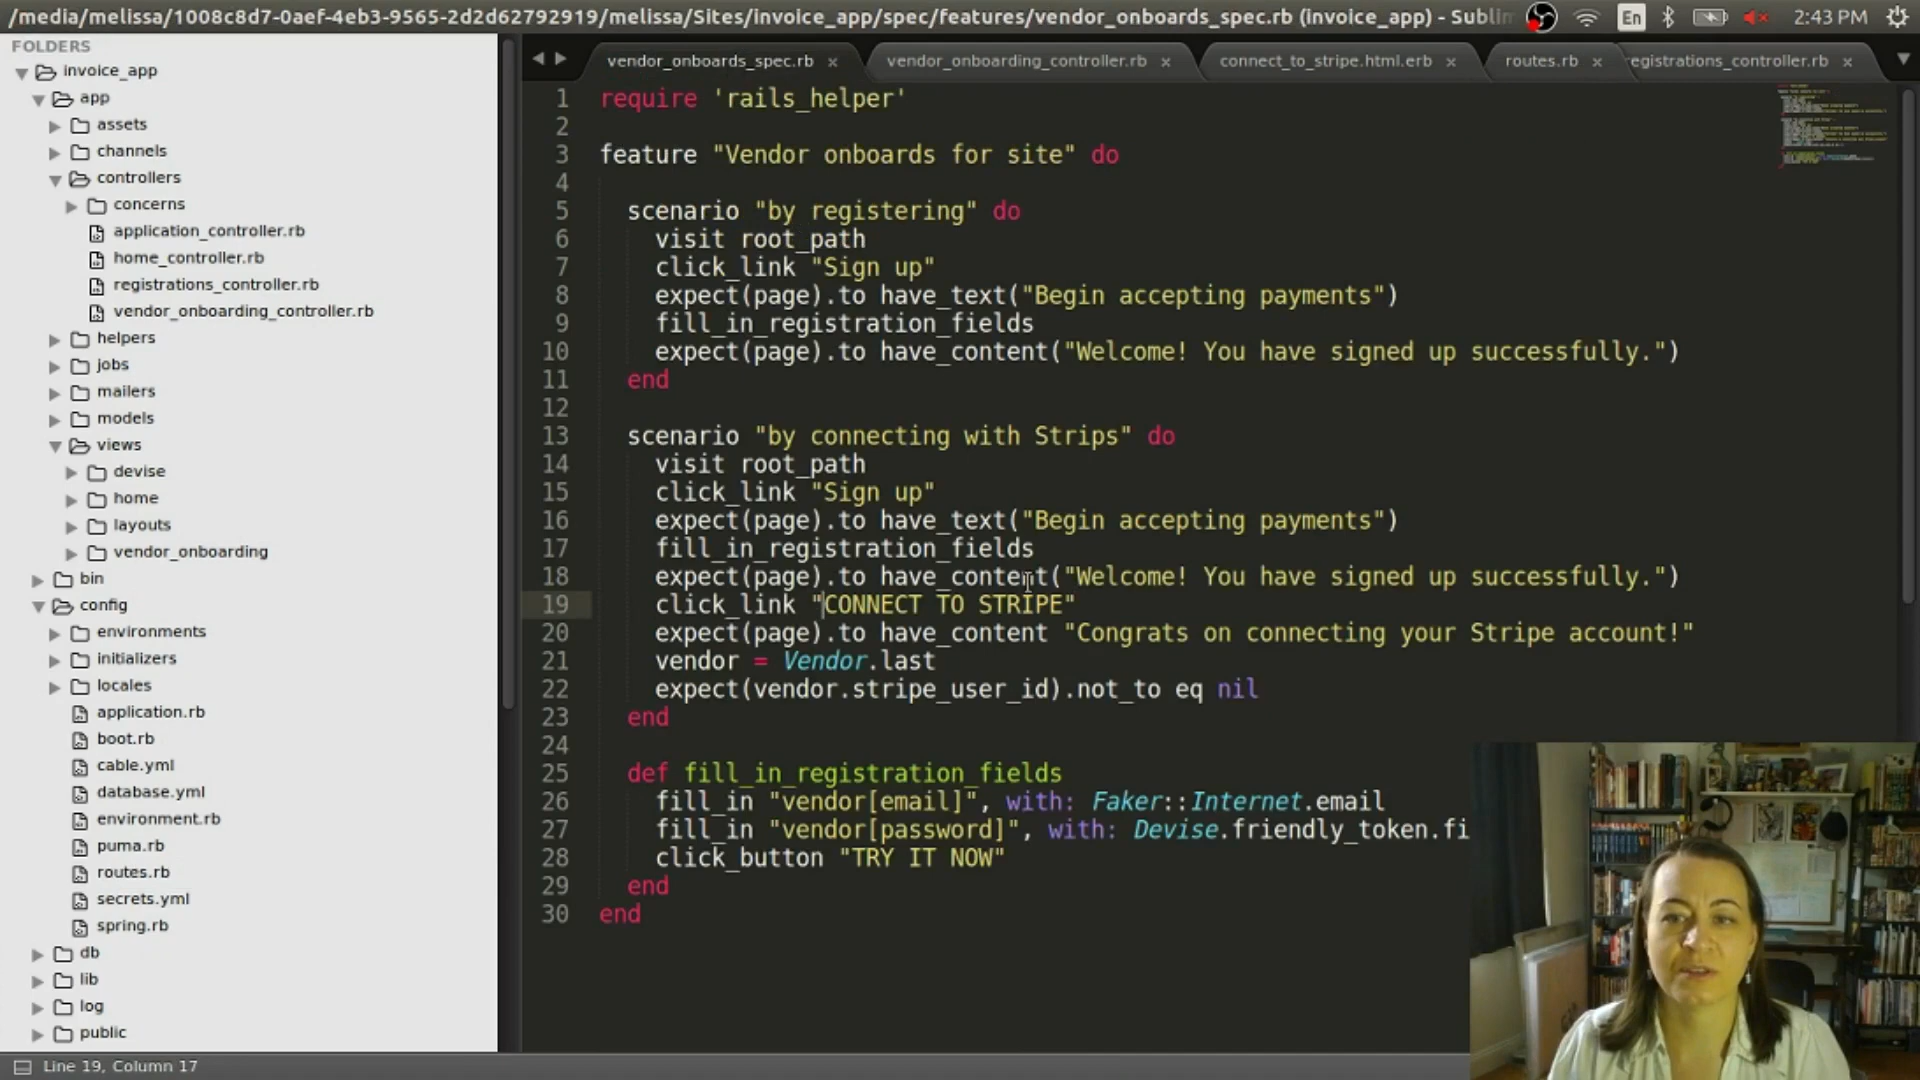 /media/melissa/1008c8d7-0aef-4eb3-9565-2d2d62792919/melissa/Sites/invoice_app/spec/features/vendor_onboards_spec.rb (invoice_app) - Sublim
En
2:43 PM
FOLDERS
invoice_app
app
assets
channels
controllers
concerns
application_controller.rb
home_controller.rb
registrations_controller.rb
vendor_onboarding_controller.rb
helpers
jobs
mailers
models
views
devise
home
layouts
vendor_onboarding
bin
config
environments
initializers
locales
application.rb
boot.rb
cable.yml
database.yml
environment.rb
puma.rb
routes.rb
secrets.yml
spring.rb
db
lib
log
public
vendor_onboards_spec.rb
vendor_onboarding_controller.rb
connect_to_stripe.html.erb
routes.rb
egistrations_controller.rb
1 require 'rails_helper'
2
3 feature "Vendor onboards for site" do
4
5 scenario "by registering" do
6 visit root_path
7 click_link "Sign up"
8 expect(page).to have_text("Begin accepting payments")
9 fill_in_registration_fields
10 expect(page).to have_content("Welcome! You have signed up successfully.")
11 end
12
13 scenario "by connecting with Strips" do
14 visit root_path
15 click_link "Sign up"
16 expect(page).to have_text("Begin accepting payments")
17 fill_in_registration_fields
18 expect(page).to have_content("Welcome! You have signed up successfully.")
19 click_link "CONNECT TO STRIPE"
20 expect(page).to have_content "Congrats on connecting your Stripe account!"
21 vendor = Vendor.last
22 expect(vendor.stripe_user_id).not_to eq nil
23 end
24
25 def fill_in_registration_fields
26 fill_in "vendor[email]", with: Faker::Internet.email
27 fill_in "vendor[password]", with: Devise.friendly_token.fi
28 click_button "TRY IT NOW"
29 end
30 end
Line 19, Column 17